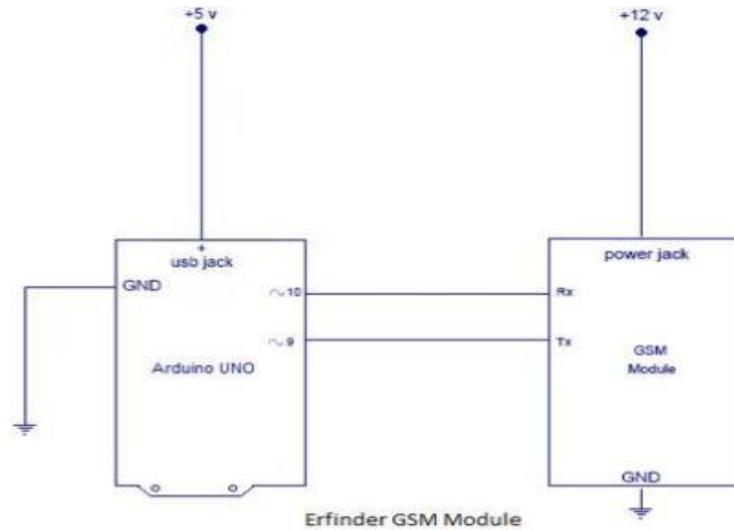 +5 v
+12 v
+
usb jack
power jack
GND
~10
Rx
~9
Tx
Arduino UNO
GSM
Module
GND
Erfinder GSM Module